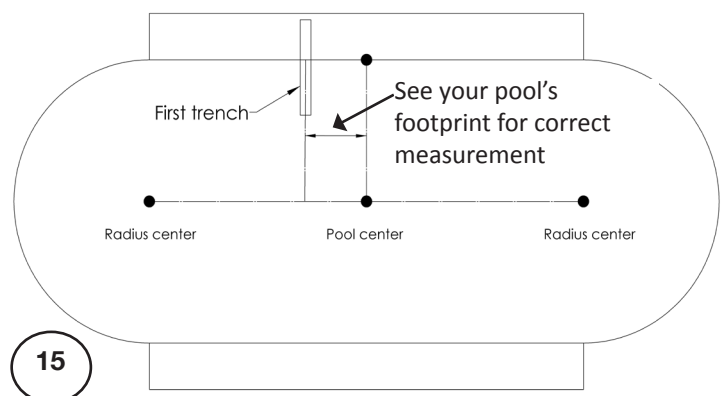 First trench
See your pool's
footprint for correct
measurement
Radius center
Pool center
Radius center
15